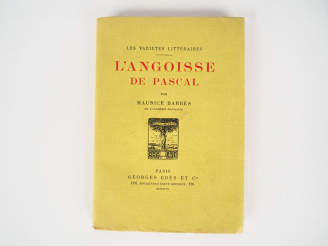 LES VARIÉTÉS LITTÉRAIRES
L'ANGOISSE
DE PASCAL
PAR
MAURICE BARRÈS
DE L'ACADÉMIE FRANÇAISE
PARIS
GEORGES CRÈS ET Cie
116, BOULEVARD SAINT-GERMAIN, 116